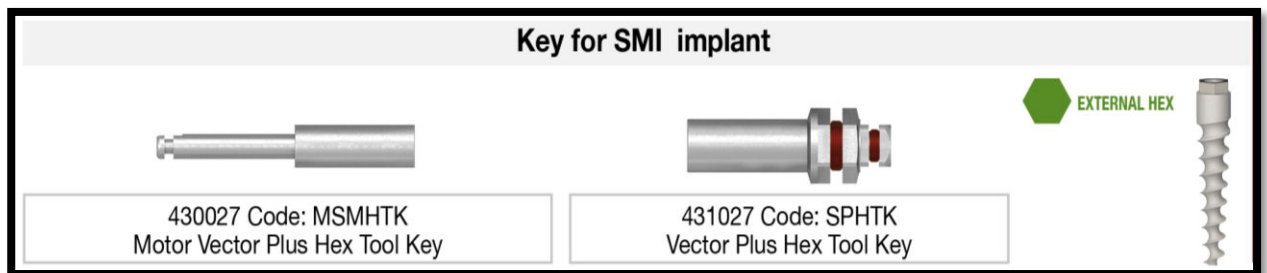 Key for SMI implant
EXTERNAL HEX
430027 Code: MSMHTK
Motor Vector Plus Hex Tool Key
431027 Code: SPHTK
Vector Plus Hex Tool Key